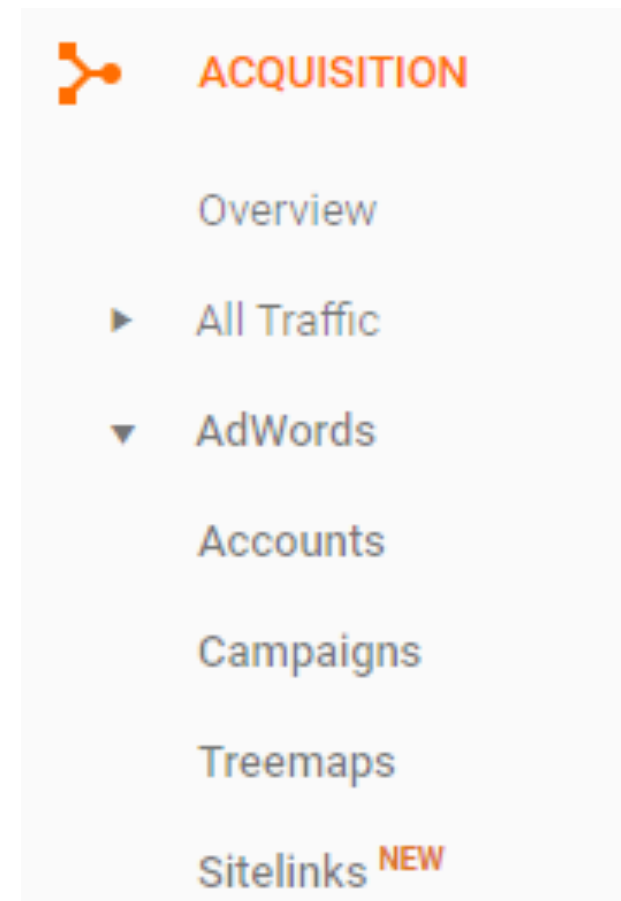 ACQUISITION
Overview
All Traffic
AdWords
Accounts
Campaigns
Treemaps
Sitelinks NEW